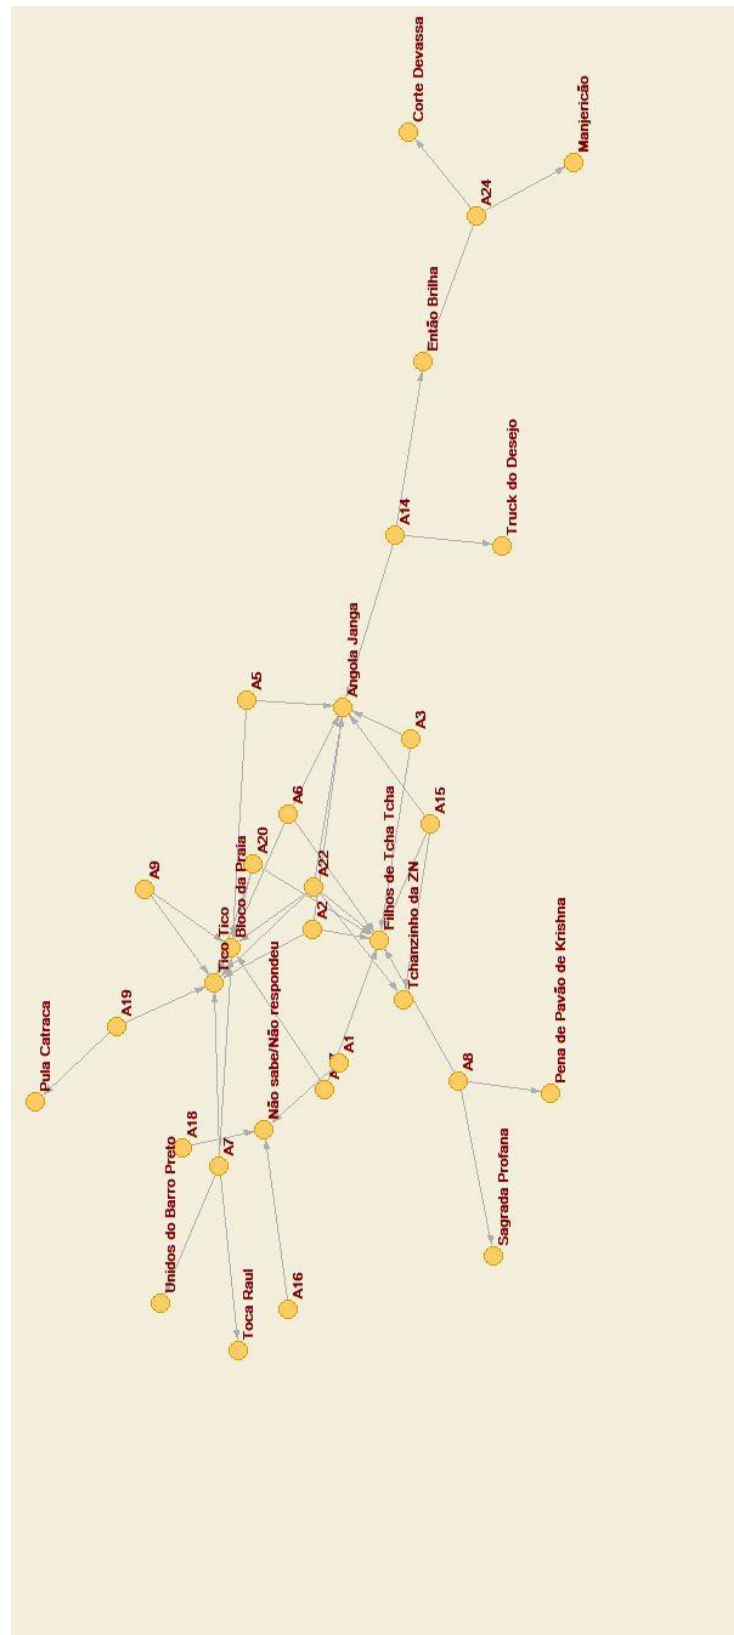 Corte Devassa
Manjericão
A24
Então Brilha
Truck do Desejo
A14
Angola Janga
A5
A3
A6
A15
A20
Bloco da Praia
Filhos de Tcha Tcha
A22
Tchanzinho da ZN
A9
A2
Tico Tico
Pena de Pavão de Krishna
Não sabe/Não respondeu
A19
Pula Catraca
A1
A8
A18
A7
Unidos do Barro Preto
Sagrada Profana
A16
Toca Raul